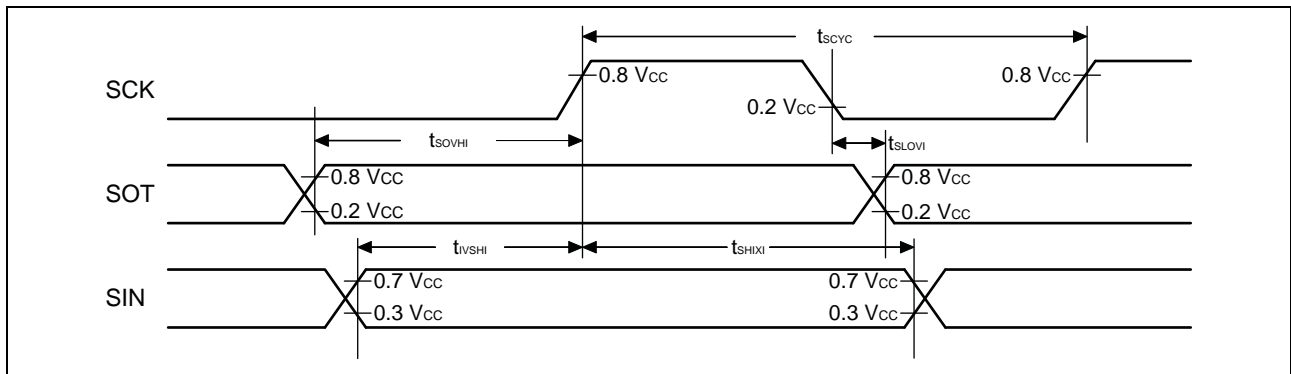 tSCYC
SCK
0.8 VCC
0.8 VCC
0.2 VCC
tSOVHI
tSLOVI
SOT
0.8 VCC
0.8 VCC
0.2 VCC
0.2 VCC
tIVSHI
tSHIXI
SIN
0.7 VCC
0.7 VCC
0.3 VCC
0.3 VCC